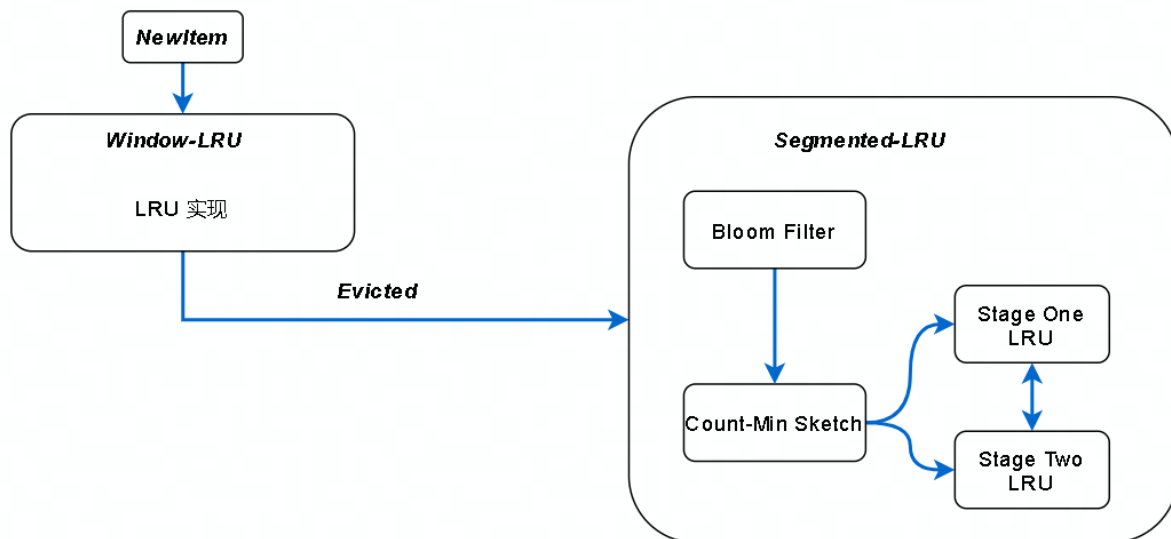 NewItem
Window-LRU
LRU 实现
Evicted
Segmented-LRU
Bloom Filter
Count-Min Sketch
Stage One
LRU
Stage Two
LRU